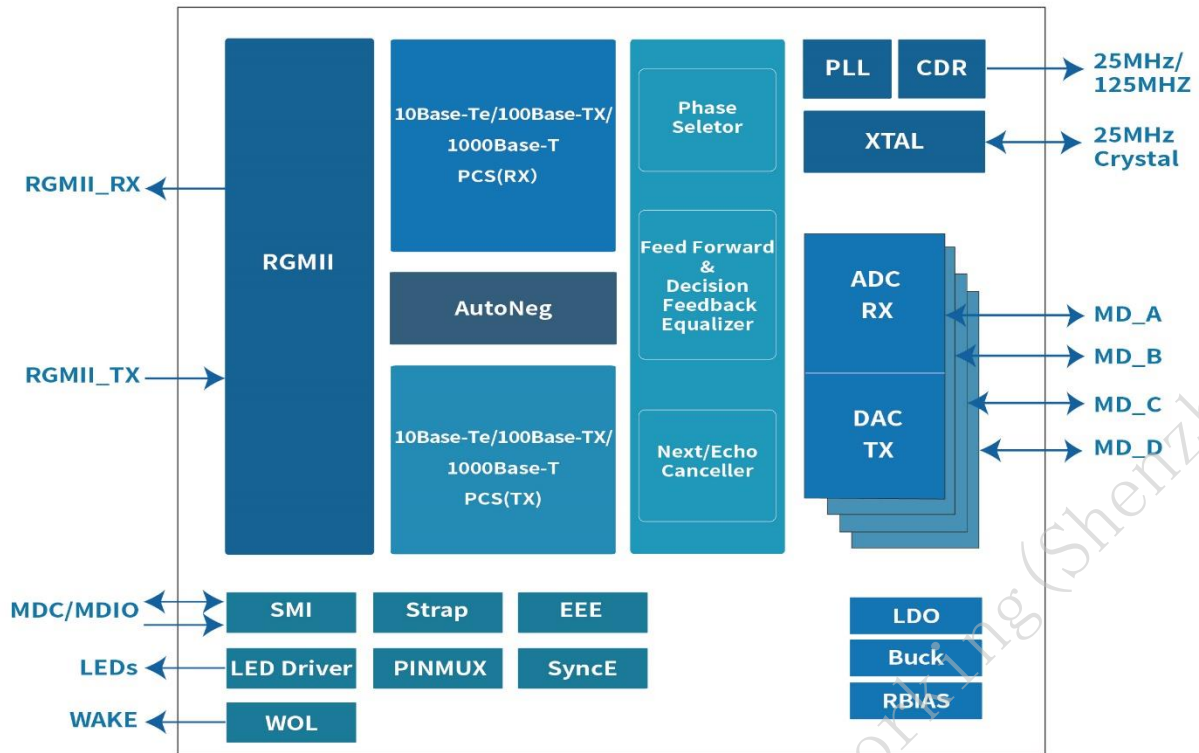 10Base-Te/100Base-TX/
1000Base-T
PCS(RX)
Phase
Seletor
PLL
CDR
25MHz/
125MHZ
XTAL
25MHz
Crystal
RGMII_RX
RGMII
Feed Forward
&
Decision
Feedback
Equalizer
ADC
RX
AutoNeg
MD_A
MD_B
RGMII_TX
MD_C
MD_D
10Base-Te/100Base-TX/
1000Base-T
PCS(TX)
Next/Echo
Canceller
DAC
TX
MDC/MDIO
SMI
Strap
EEE
LDO
LEDs
LED Driver
PINMUX
SyncE
Buck
WAKE
WOL
RBIAS
orking (Shenzh